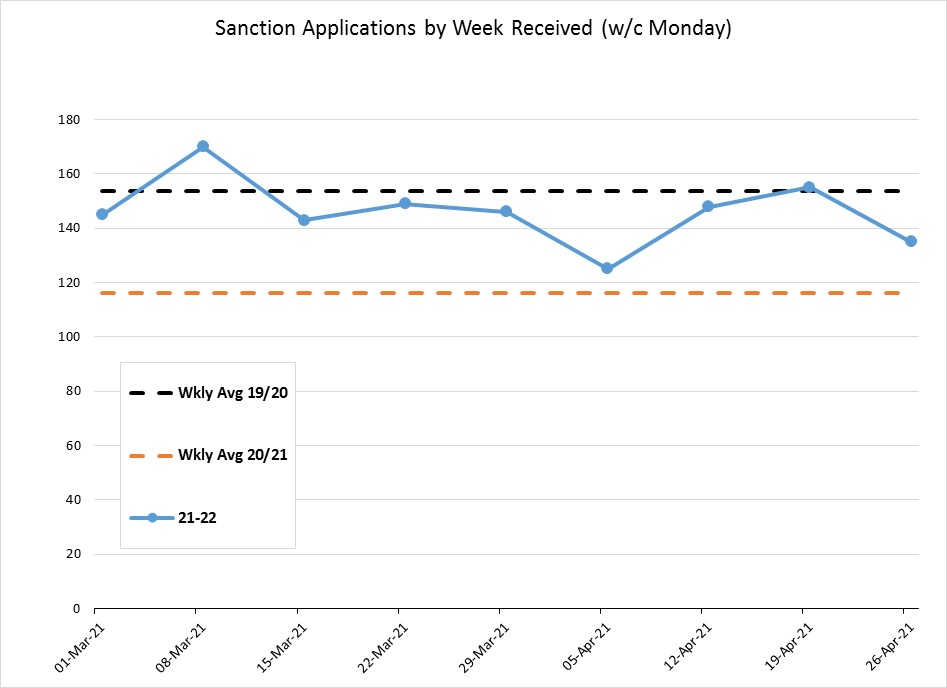 Sanction Applications by Week Received (w/c Monday)
180
160
140
120
100
80
60
40
20
0
Wkly Avg 19/20
Wkly Avg 20/21
21-22
01-Mar-21
08-Mar-21
15-Mar-21
22-Mar-21
29-Mar-21
05-Apr-21
12-Apr-21
19-Apr-21
26-Apr-21